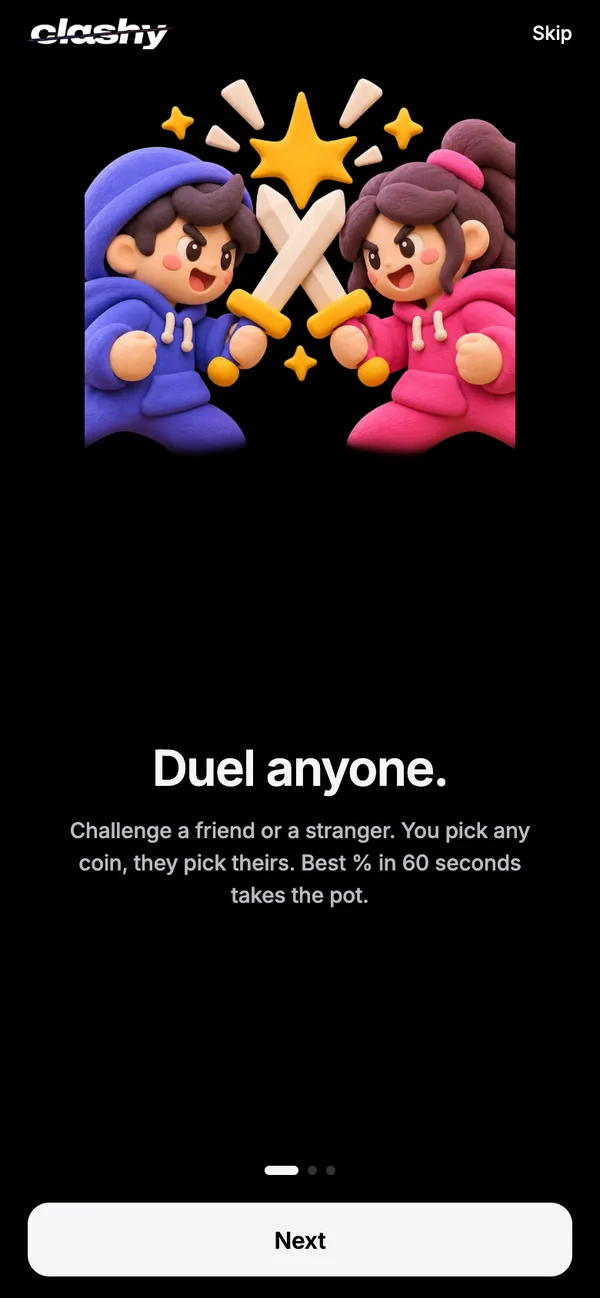 clashy
Skip
Duel anyone.
Challenge a friend or a stranger. You pick any
coin, they pick theirs. Best % in 60 seconds
takes the pot.
Next